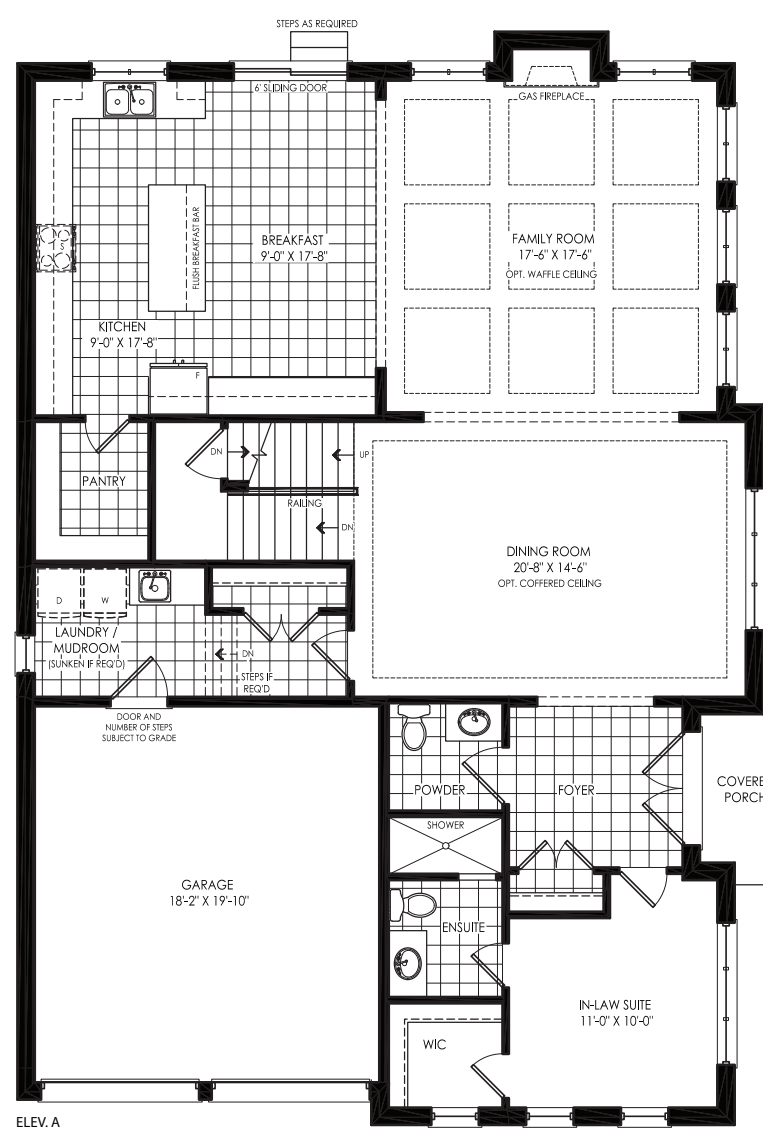 STEPS AS REQUIRED
6' SLIDING DOOR
GAS FIREPLACE
FLUSH BREAKFAST BAR
BREAKFAST
9'-0" X 17'-8"
FAMILY ROOM
17'-6" X 17'-6"
OPT. WAFFLE CEILING
S
KITCHEN
9'-0" X 17'-8"
F
PANTRY
DN
UP
RAILING
DN
DINING ROOM
20'-8" X 14'-6"
OPT. COFFERED CEILING
D
W
LAUNDRY /
MUDROOM
(SUNKEN IF REQ'D)
DN
STEPS IF
REQ'D
DOOR AND
NUMBER OF STEPS
SUBJECT TO GRADE
POWDER
FOYER
COVERE
PORCH
SHOWER
GARAGE
18'-2" X 19'-10"
ENSUITE
IN-LAW SUITE
11'-0" X 10'-0"
WIC
ELEV. A